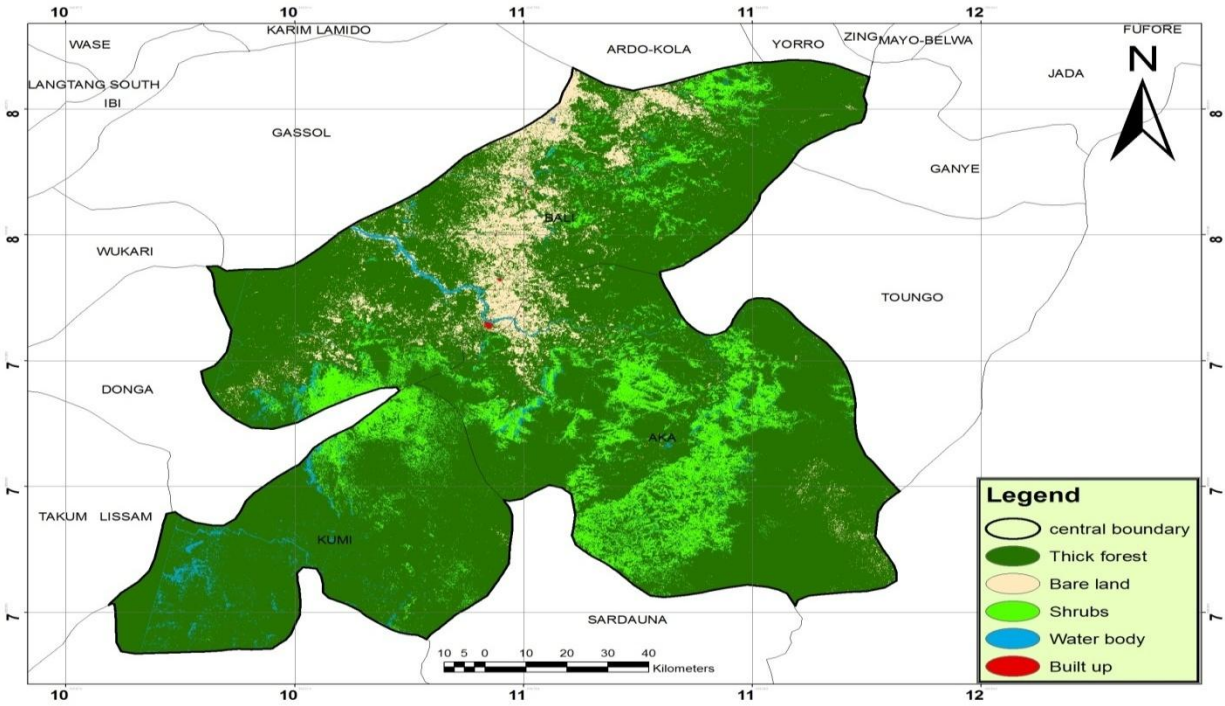 10 10 11 11 12
KARIM LAMIDO
FUFORE
WASE
ARDO-KOLA
YORRO
ZING
MAYO-BELWA
N
JADA
LANGTANG SOUTH
IBI
8 8
GASSOL
GANYE
BALI
8 8
WUKARI
TOUNGO
7 7
DONGA
AKA
7 7
TAKUM LISSAM
KUMI
Legend
central boundary
Thick forest
Bare land
Shrubs
Water body
Built up
7 7
SARDAUNA
10 5 0 10 20 30 40
Kilometers
10 10 11 11 12